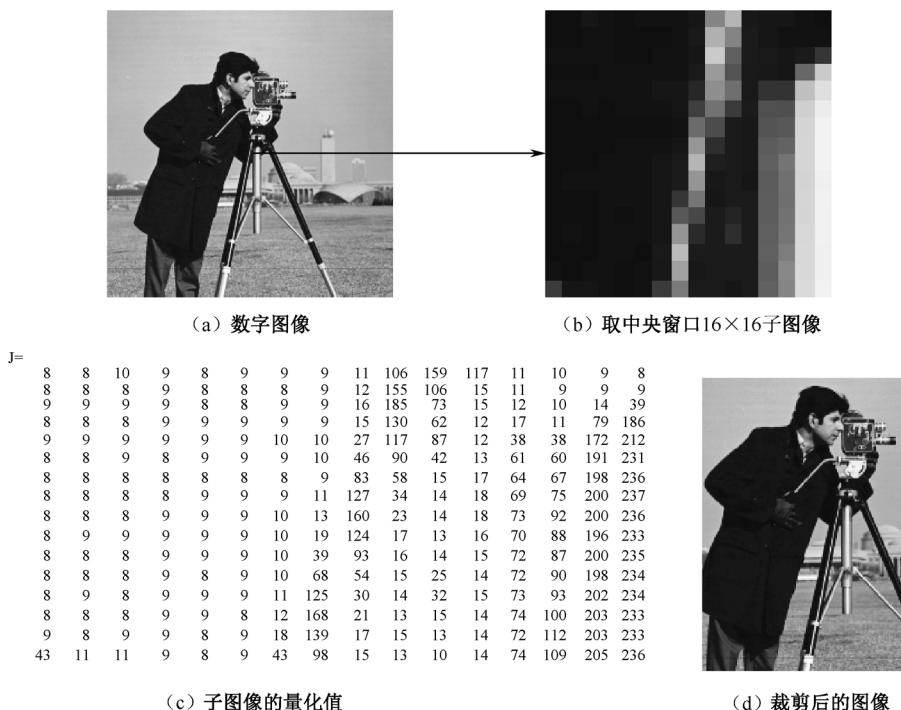 （a）数字图像
（b）取中央窗口16×16子图像
J=
8 8 10 9 8 9 9 9 11 106 159 117 11 10 9 8
8 8 8 9 8 8 8 9 12 155 106 15 11 9 9 9
9 9 9 9 8 8 9 9 16 185 73 15 12 10 14 39
8 8 8 9 9 9 9 9 15 130 62 12 17 11 79 186
9 9 9 9 9 9 10 10 27 117 87 12 38 38 172 212
8 8 9 8 9 9 9 10 46 90 42 13 61 60 191 231
8 8 8 8 8 8 8 9 83 58 15 17 64 67 198 236
8 8 8 8 9 9 9 11 127 34 14 18 69 75 200 237
8 8 8 9 9 9 10 13 160 23 14 18 73 92 200 236
8 9 9 9 9 9 10 19 124 17 13 16 70 88 196 233
8 8 8 9 9 9 10 39 93 16 14 15 72 87 200 235
8 8 8 9 8 9 10 68 54 15 25 14 72 90 198 234
8 9 8 9 9 9 11 125 30 14 32 15 73 93 202 234
8 8 8 9 9 8 12 168 21 13 15 14 74 100 203 233
9 8 9 9 8 9 18 139 17 15 13 14 72 112 203 233
43 11 11 9 8 9 43 98 15 13 10 14 74 109 205 236
（c）子图像的量化值
（d）裁剪后的图像